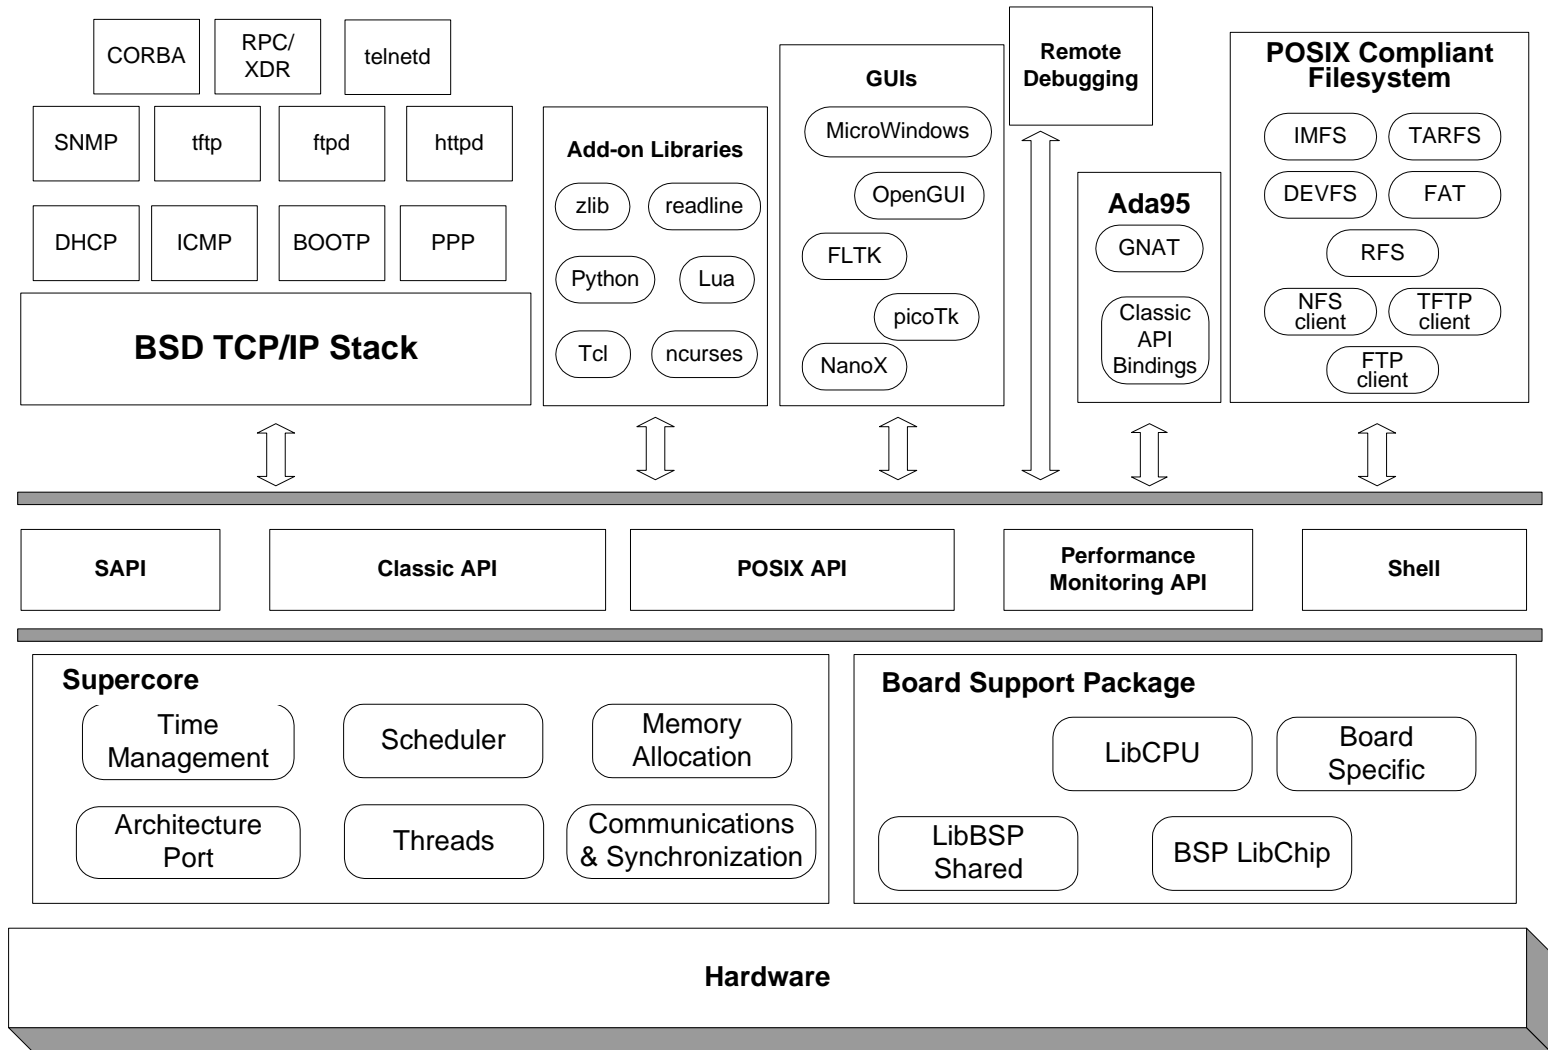 CORBA
RPC/
XDR
telnetd
SNMP
tftp
ftpd
httpd
DHCP
ICMP
BOOTP
PPP
BSD TCP/IP Stack
Add-on Libraries
zlib
readline
Python
Lua
Tcl
ncurses
GUIs
MicroWindows
OpenGUI
FLTK
picoTk
NanoX
Remote
Debugging
Ada95
GNAT
Classic
API
Bindings
POSIX Compliant
Filesystem
IMFS
TARFS
DEVFS
FAT
RFS
NFS
client
TFTP
client
FTP
client
SAPI
Classic API
POSIX API
Performance
Monitoring API
Shell
Supercore
Time
Management
Scheduler
Memory
Allocation
Architecture
Port
Threads
Communications
& Synchronization
Board Support Package
LibCPU
Board
Specific
LibBSP
Shared
BSP LibChip
Hardware